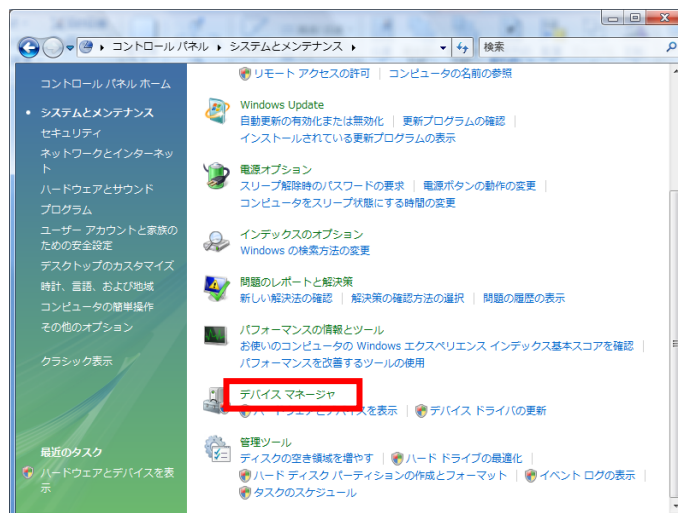 コントロール パネル ▸ システムとメンテナンス ▸
検索
コントロール パネル ホーム
• システムとメンテナンス
セキュリティ
ネットワークとインターネッ
ト
ハードウェアとサウンド
プログラム
ユーザー アカウントと家族の
ための安全設定
デスクトップのカスタマイズ
時計、言語、および地域
コンピュータの簡単操作
その他のオプション
クラシック表示
最近のタスク
ハードウェアとデバイスを表
示
リモート アクセスの許可 | コンピュータの名前の参照
Windows Update
自動更新の有効化または無効化 | 更新プログラムの確認 |
インストールされている更新プログラムの表示
電源オプション
スリープ解除時のパスワードの要求 | 電源ボタンの動作の変更 |
コンピュータをスリープ状態にする時間の変更
インデックスのオプション
Windows の検索方法の変更
問題のレポートと解決策
新しい解決法の確認 | 解決策の確認方法の選択 | 問題の履歴の表示
パフォーマンスの情報とツール
お使いのコンピュータの Windows エクスペリエンス インデックス基本スコアを確認 |
パフォーマンスを改善するツールの使用
デバイス マネージャ
ハードウェアとデバイスを表示 | デバイス ドライバの更新
管理ツール
ディスクの空き領域を増やす | ハード ドライブの最適化 |
ハード ディスク パーティションの作成とフォーマット | イベント ログの表示 |
タスクのスケジュール